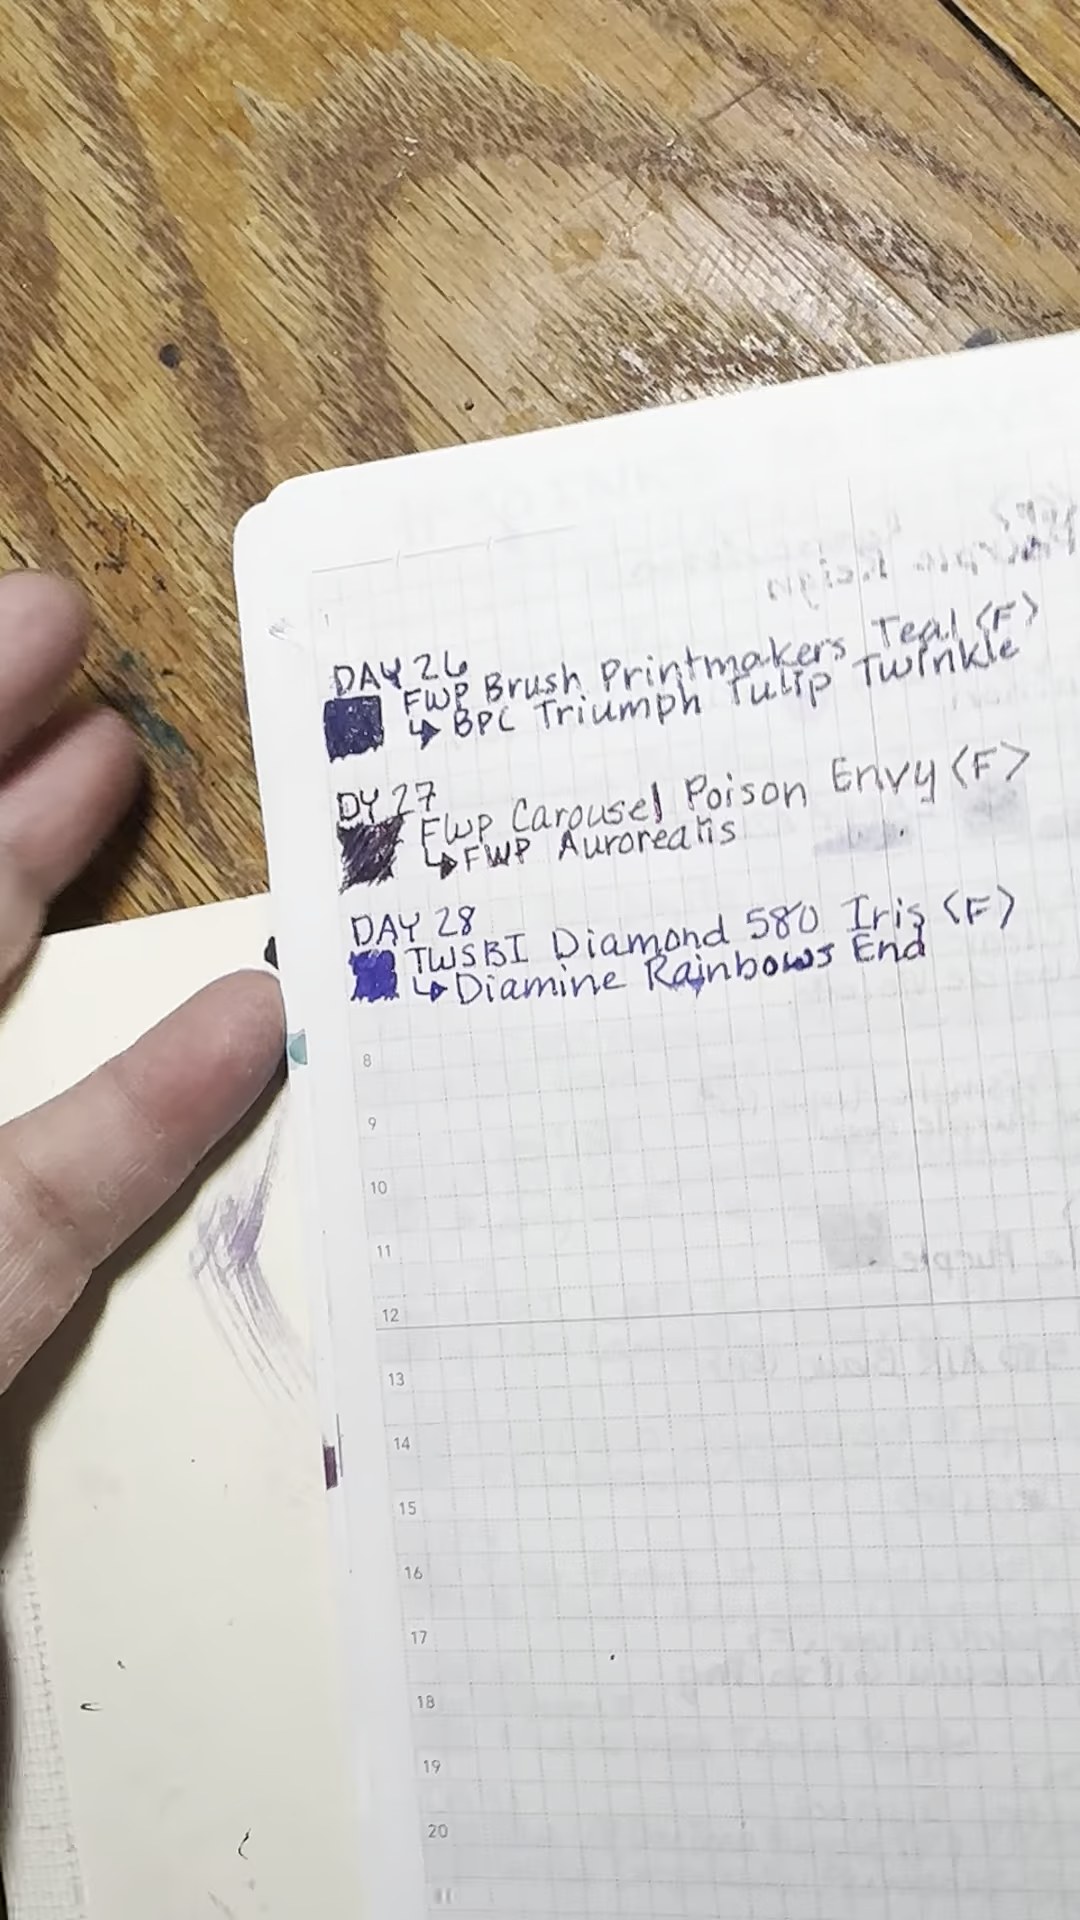 1
DAY 26
FWP Brush Printmakers Teal <F>
↳ BPC Triumph Tulip Twinkle
DY 27
FWP Carousel Poison Envy <F>
↳ FWP Aurorealis
DAY 28
TWSBI Diamond 580 Iris <F>
↳ Diamine Rainbows End
8
9
10
11
12
13
14
15
16
17
18
19
20